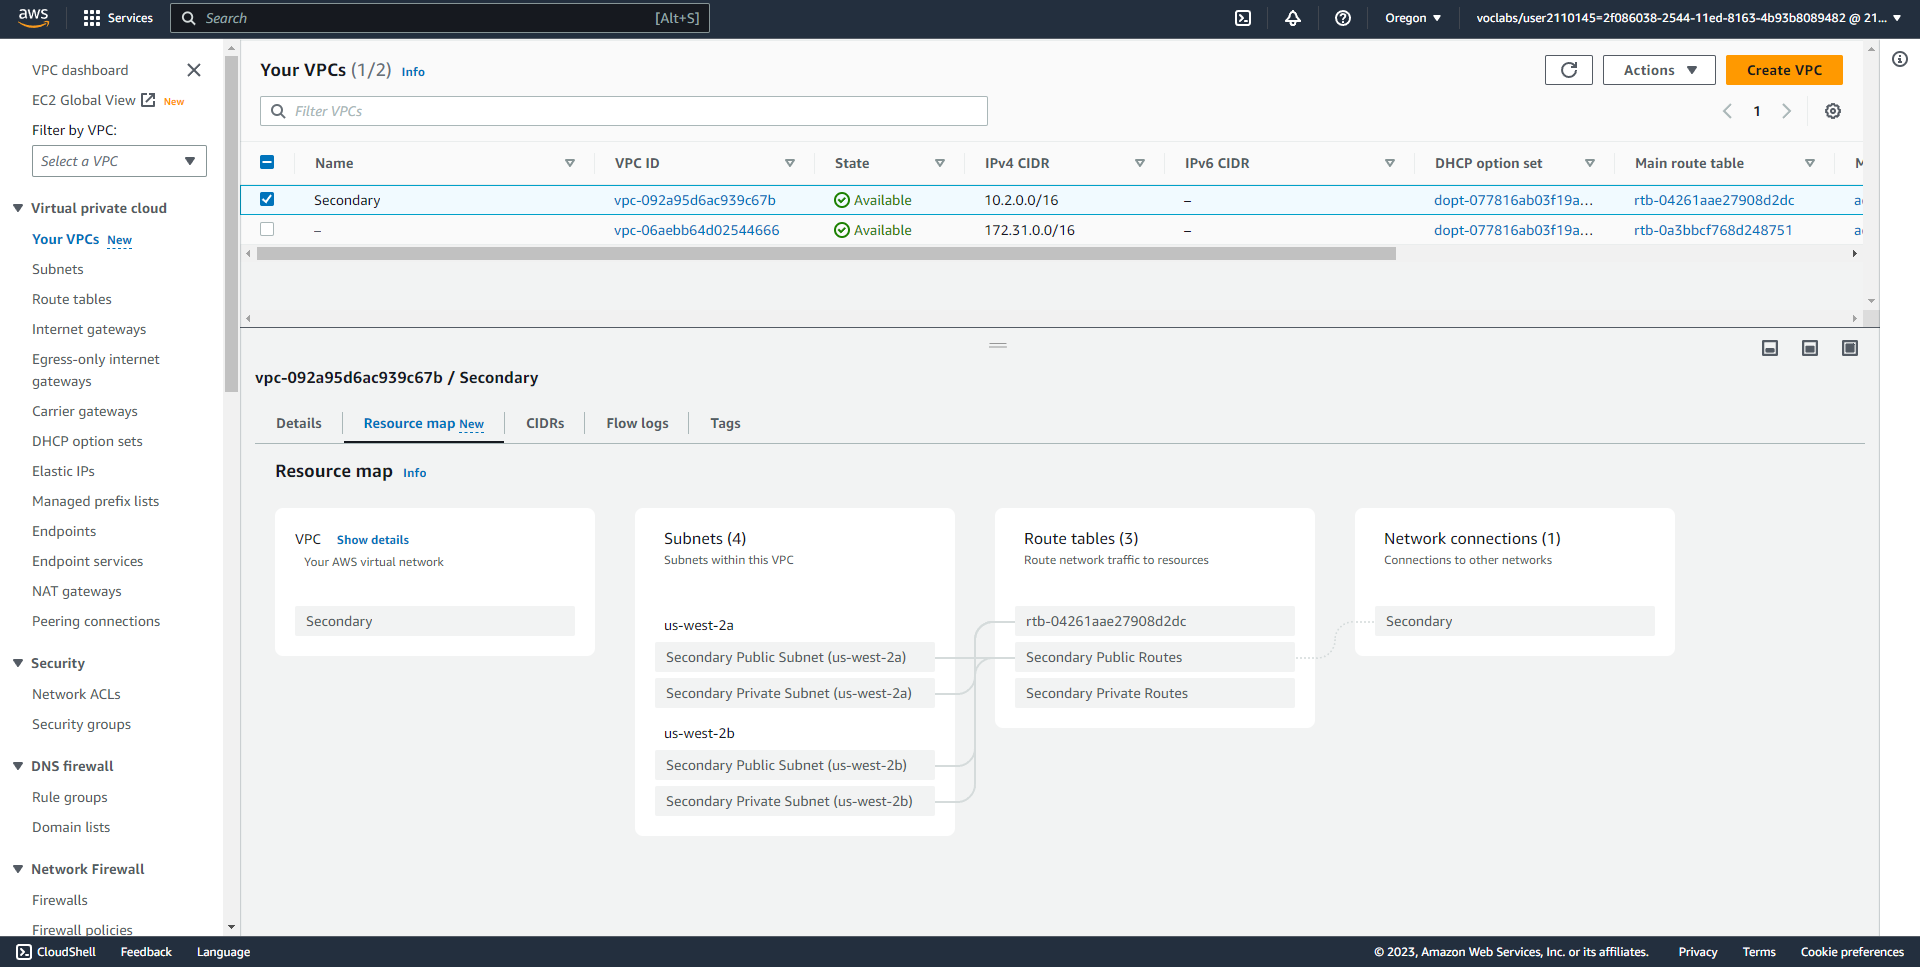 aws
Services
Search [Alt+S]
Oregon
voclabs/user2110145=2f086038-2544-11ed-8163-4b93b8089482 @ 21...
VPC dashboard
EC2 Global View New
Filter by VPC:
Select a VPC
Virtual private cloud
Your VPCs New
Subnets
Route tables
Internet gateways
Egress-only internet
gateways
Carrier gateways
DHCP option sets
Elastic IPs
Managed prefix lists
Endpoints
Endpoint services
NAT gateways
Peering connections
Security
Network ACLs
Security groups
DNS firewall
Rule groups
Domain lists
Network Firewall
Firewalls
Firewall policies
Your VPCs (1/2) Info
Actions
Create VPC
Filter VPCs
1
Name VPC ID State IPv4 CIDR IPv6 CIDR DHCP option set Main route table
Secondary vpc-092a95d6ac939c67b Available 10.2.0.0/16 – dopt-077816ab03f19a... rtb-04261aae27908d2dc
– vpc-06aebb64d02544666 Available 172.31.0.0/16 – dopt-077816ab03f19a... rtb-0a3bbcf768d248751
vpc-092a95d6ac939c67b / Secondary
Details Resource map New CIDRs Flow logs Tags
Resource map Info
VPC Show details
Your AWS virtual network
Secondary
Subnets (4)
Subnets within this VPC
us-west-2a
Secondary Public Subnet (us-west-2a)
Secondary Private Subnet (us-west-2a)
us-west-2b
Secondary Public Subnet (us-west-2b)
Secondary Private Subnet (us-west-2b)
Route tables (3)
Route network traffic to resources
rtb-04261aae27908d2dc
Secondary Public Routes
Secondary Private Routes
Network connections (1)
Connections to other networks
Secondary
CloudShell Feedback Language
© 2023, Amazon Web Services, Inc. or its affiliates. Privacy Terms Cookie preferences